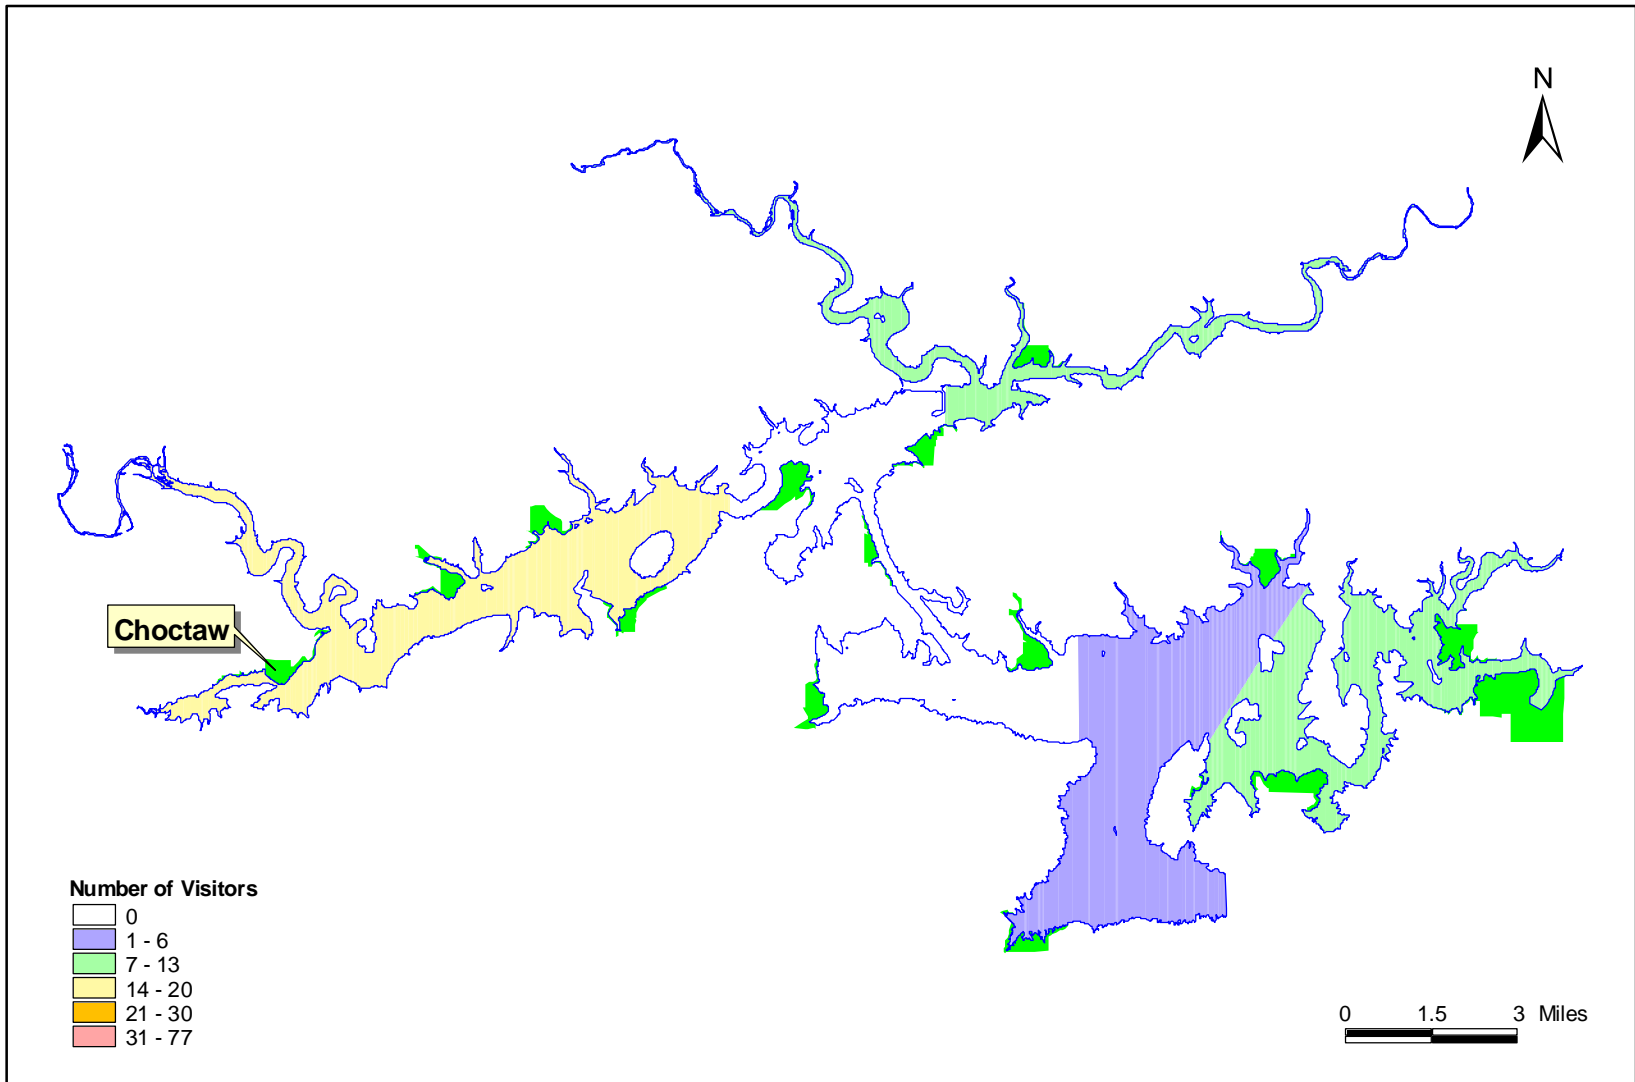 N
Choctaw
Number of Visitors
0
1 - 6
7 - 13
14 - 20
21 - 30
31 - 77
0 1.5 3 Miles